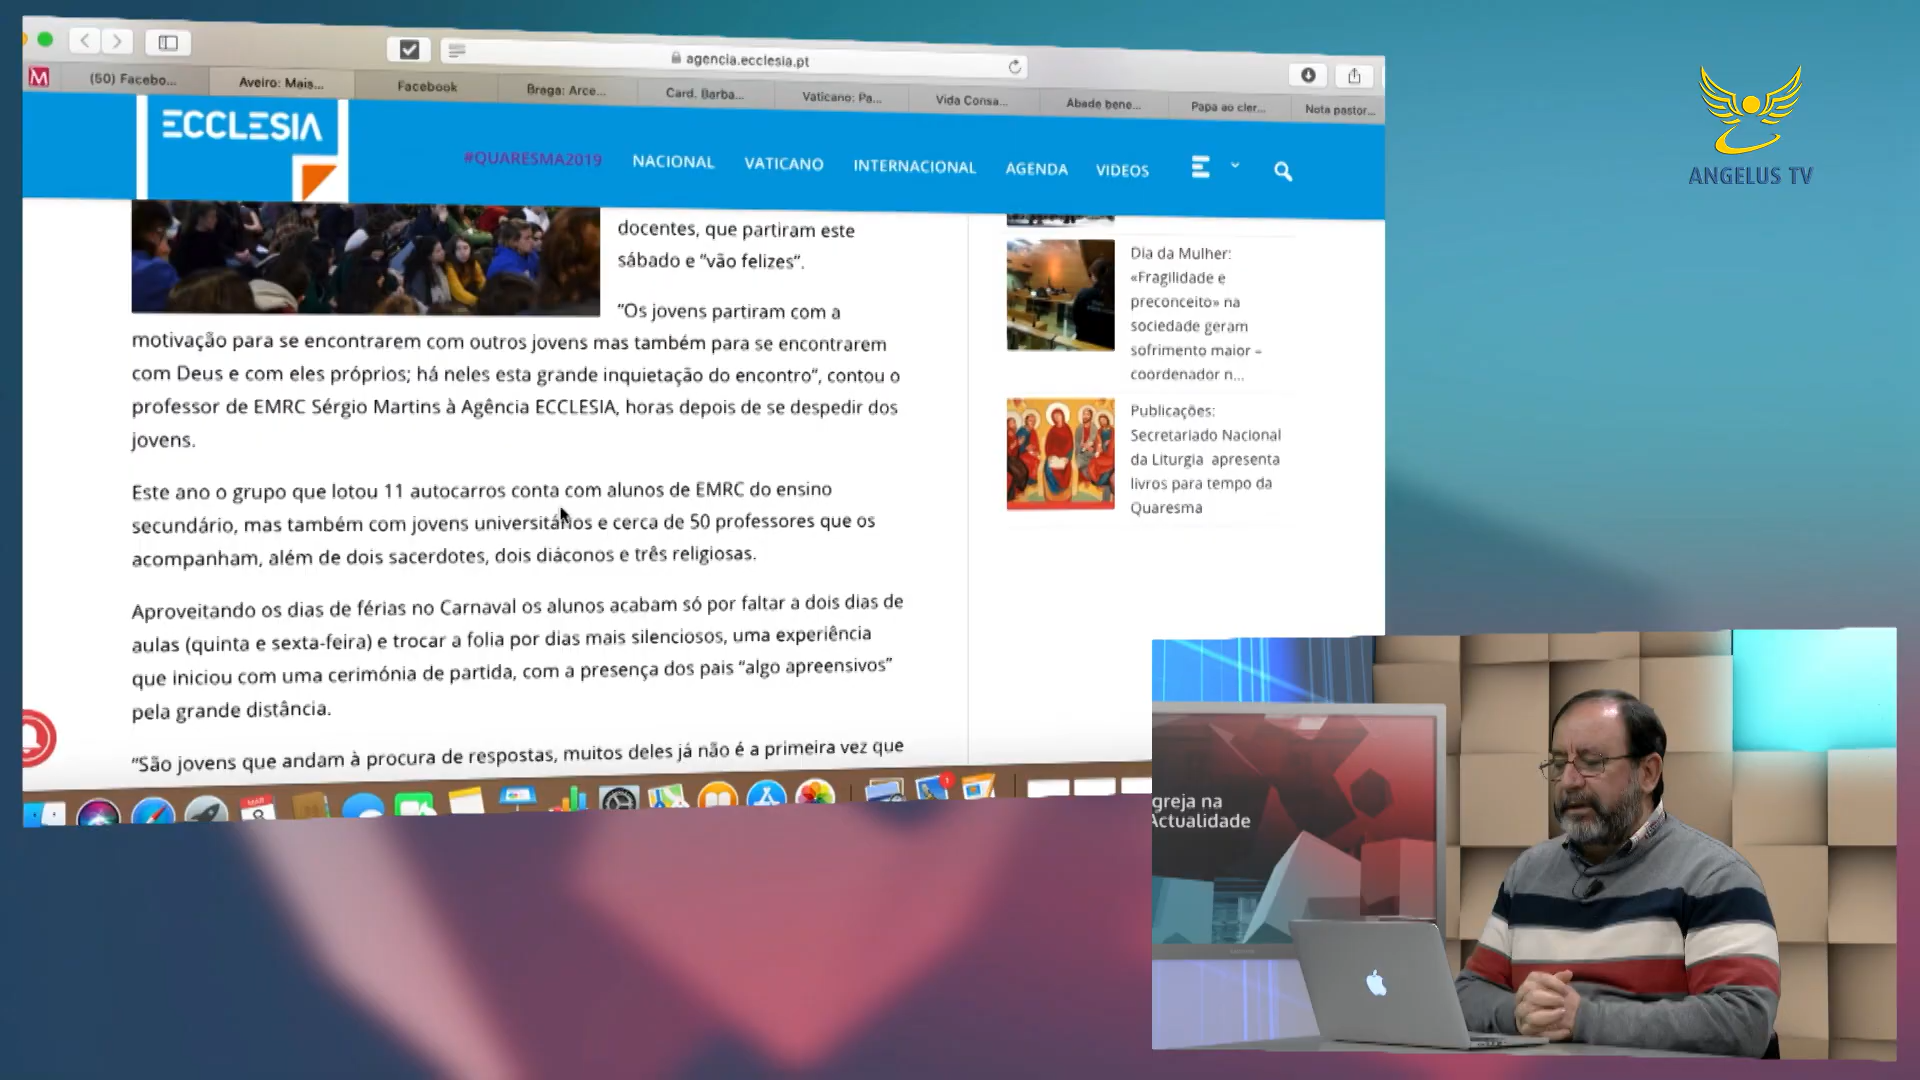 agencia.ecclesia.pt
M
(50) Facebo...
Aveiro: Mais...
Facebook
Braga: Arce...
Card. Barba...
Vaticano: Pa...
Vida Consa...
Abade bene...
Papa ao cler...
Nota pastor...
ECCLESIA
#QUARESMA2019
NACIONAL
VATICANO
INTERNACIONAL
AGENDA
VIDEOS
docentes, que partiram este
sábado e “vão felizes”.
“Os jovens partiram com a
motivação para se encontrarem com outros jovens mas também para se encontrarem
com Deus e com eles próprios; há neles esta grande inquietação do encontro”, contou o
professor de EMRC Sérgio Martins à Agência ECCLESIA, horas depois de se despedir dos
jovens.
Este ano o grupo que lotou 11 autocarros conta com alunos de EMRC do ensino
secundário, mas também com jovens universitários e cerca de 50 professores que os
acompanham, além de dois sacerdotes, dois diáconos e três religiosas.
Aproveitando os dias de férias no Carnaval os alunos acabam só por faltar a dois dias de
aulas (quinta e sexta-feira) e trocar a folia por dias mais silenciosos, uma experiência
que iniciou com uma cerimónia de partida, com a presença dos pais “algo apreensivos”
pela grande distância.
“São jovens que andam à procura de respostas, muitos deles já não é a primeira vez que
Dia da Mulher:
«Fragilidade e
preconceito» na
sociedade geram
sofrimento maior –
coordenador n...
Publicações:
Secretariado Nacional
da Liturgia apresenta
livros para tempo da
Quaresma
ANGELUS TV
greja na
Actualidade